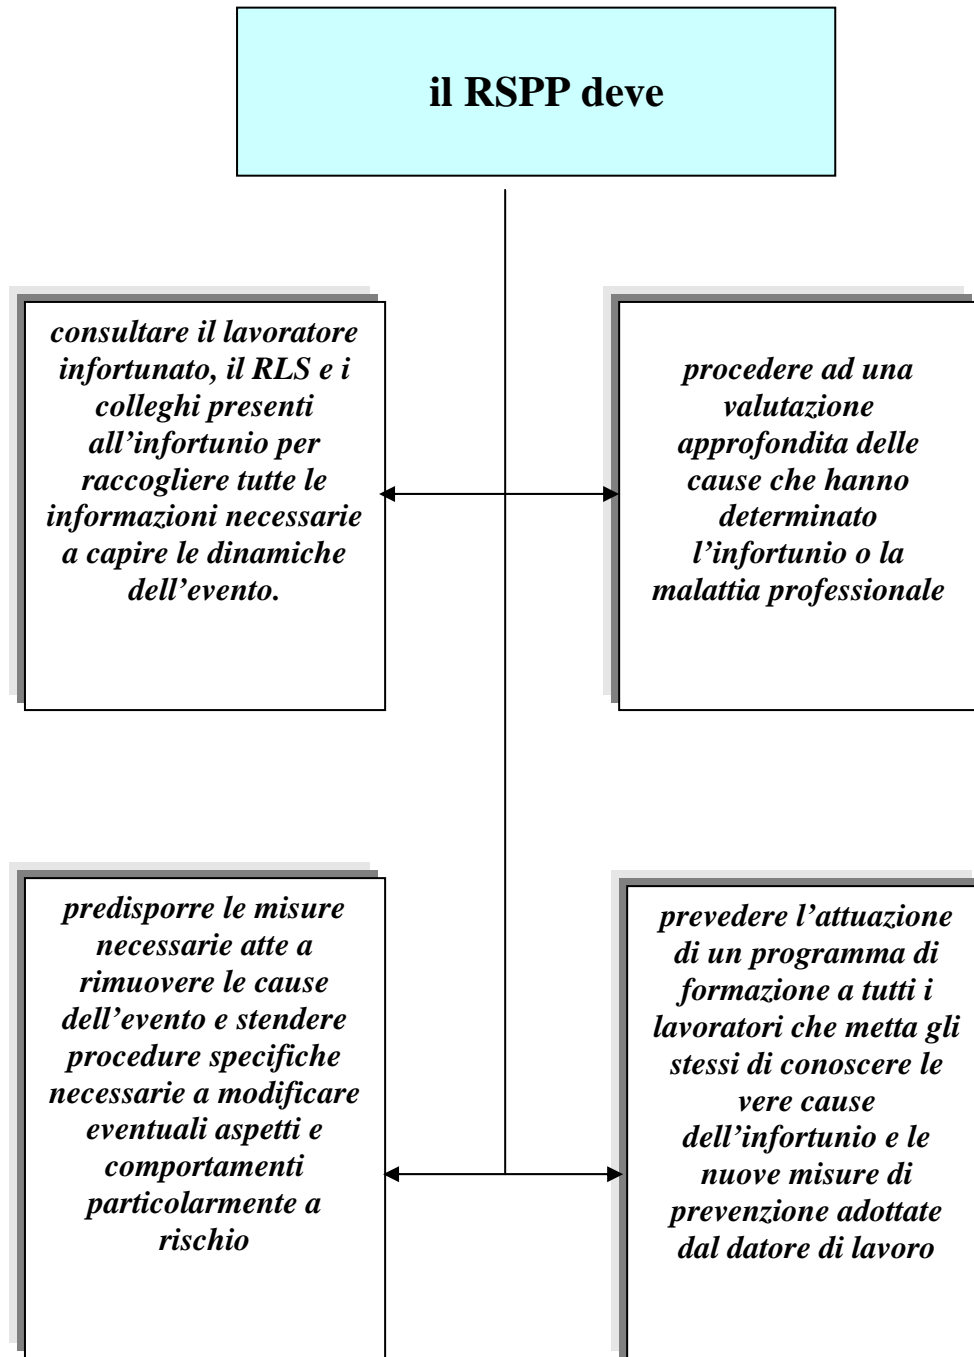 il RSPP deve
consultare il lavoratore
infortunato, il RLS e i
colleghi presenti
all’infortunio per
raccogliere tutte le
informazioni necessarie
a capire le dinamiche
dell’evento.
procedere ad una
valutazione
approfondita delle
cause che hanno
determinato
l’infortunio o la
malattia professionale
predisporre le misure
necessarie atte a
rimuovere le cause
dell’evento e stendere
procedure specifiche
necessarie a modificare
eventuali aspetti e
comportamenti
particolarmente a
rischio
prevedere l’attuazione
di un programma di
formazione a tutti i
lavoratori che metta gli
stessi di conoscere le
vere cause
dell’infortunio e le
nuove misure di
prevenzione adottate
dal datore di lavoro